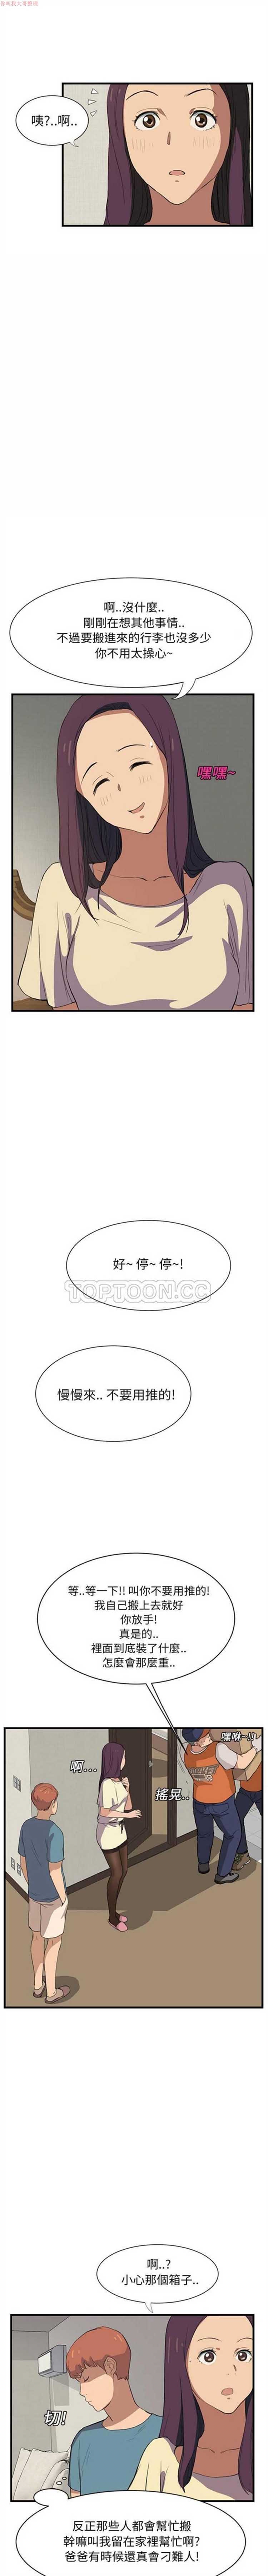 咦?..啊..
啊..沒什麼..
剛剛在想其他事情..
不過要搬進來的行李也沒多少
你不用太操心~
嘿嘿~
好~ 停~ 停~!
TOPTOON.CC
慢慢來.. 不要用推的!
等..等一下!! 叫你不要用推的!
我自己搬上去就好
你放手!
真是的..
裡面到底裝了什麼..
怎麼會那麼重..
嘿咻~!!
啊...
搖晃..
啊..?
小心那個箱子..
切!
反正那些人都會幫忙搬
幹嘛叫我留在家裡幫忙啊?
爸爸有時候還真會刁難人!